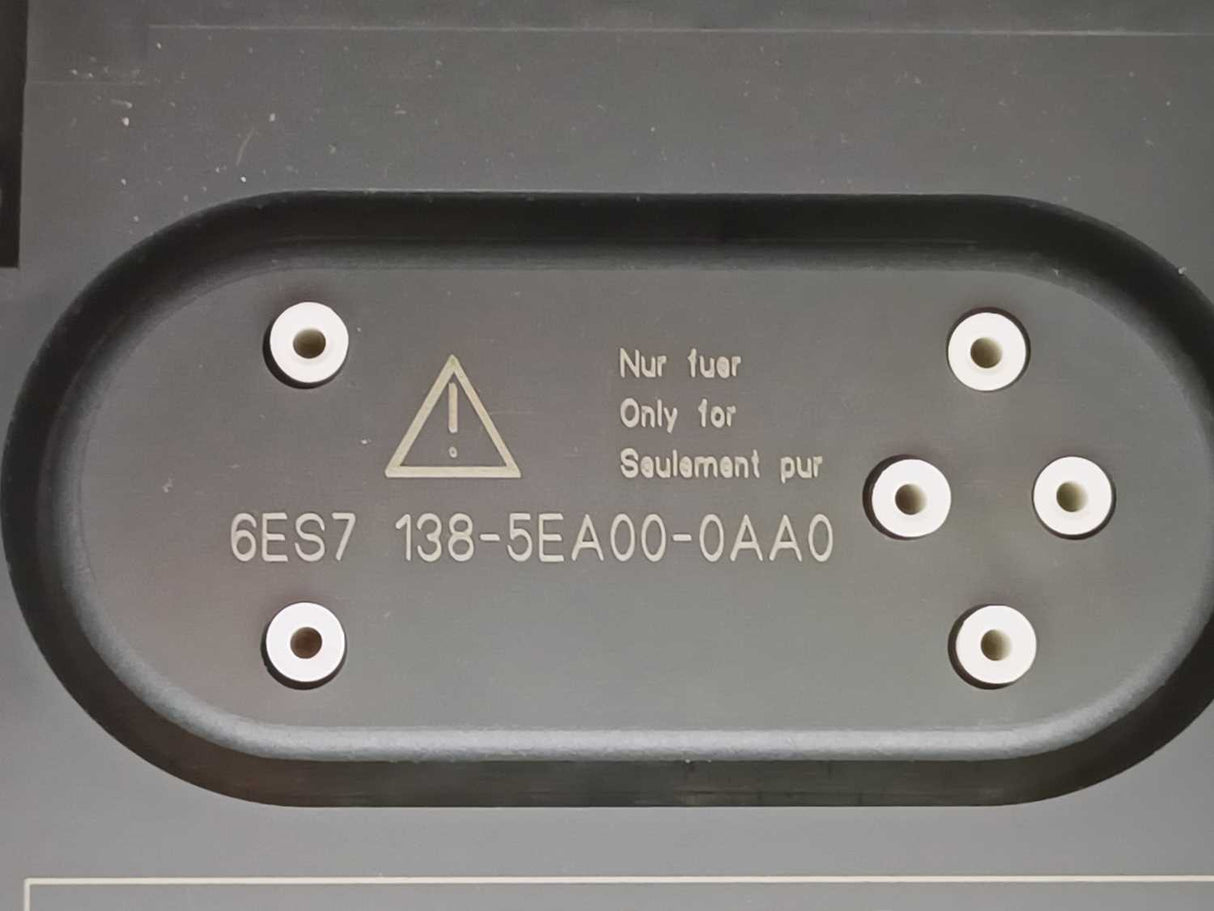 Nur fuer
Only for
Seulement pur
6ES7 138-5EA00-0AA0